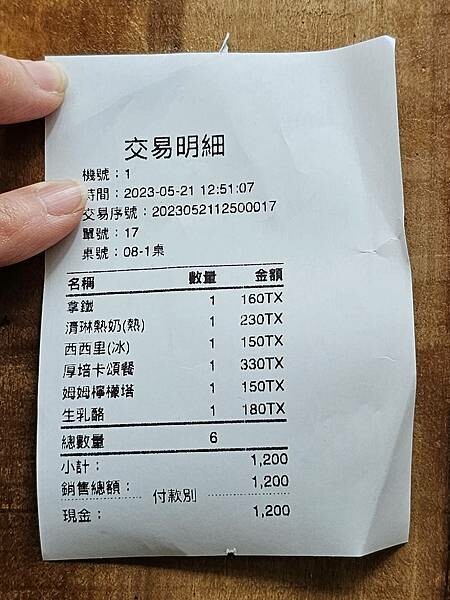 交易明細
機號：1
時間：2023-05-21 12:51:07
交易序號：2023052112500017
單號：17
桌號：08-1桌
名稱 數量 金額
拿鐵 1 160TX
清琳熱奶(熱) 1 230TX
西西里(冰) 1 150TX
厚培卡頌餐 1 330TX
姆姆檸檬塔 1 150TX
生乳酪 1 180TX
總數量 6
小計： 1,200
銷售總額： 1,200
付款別
現金： 1,200